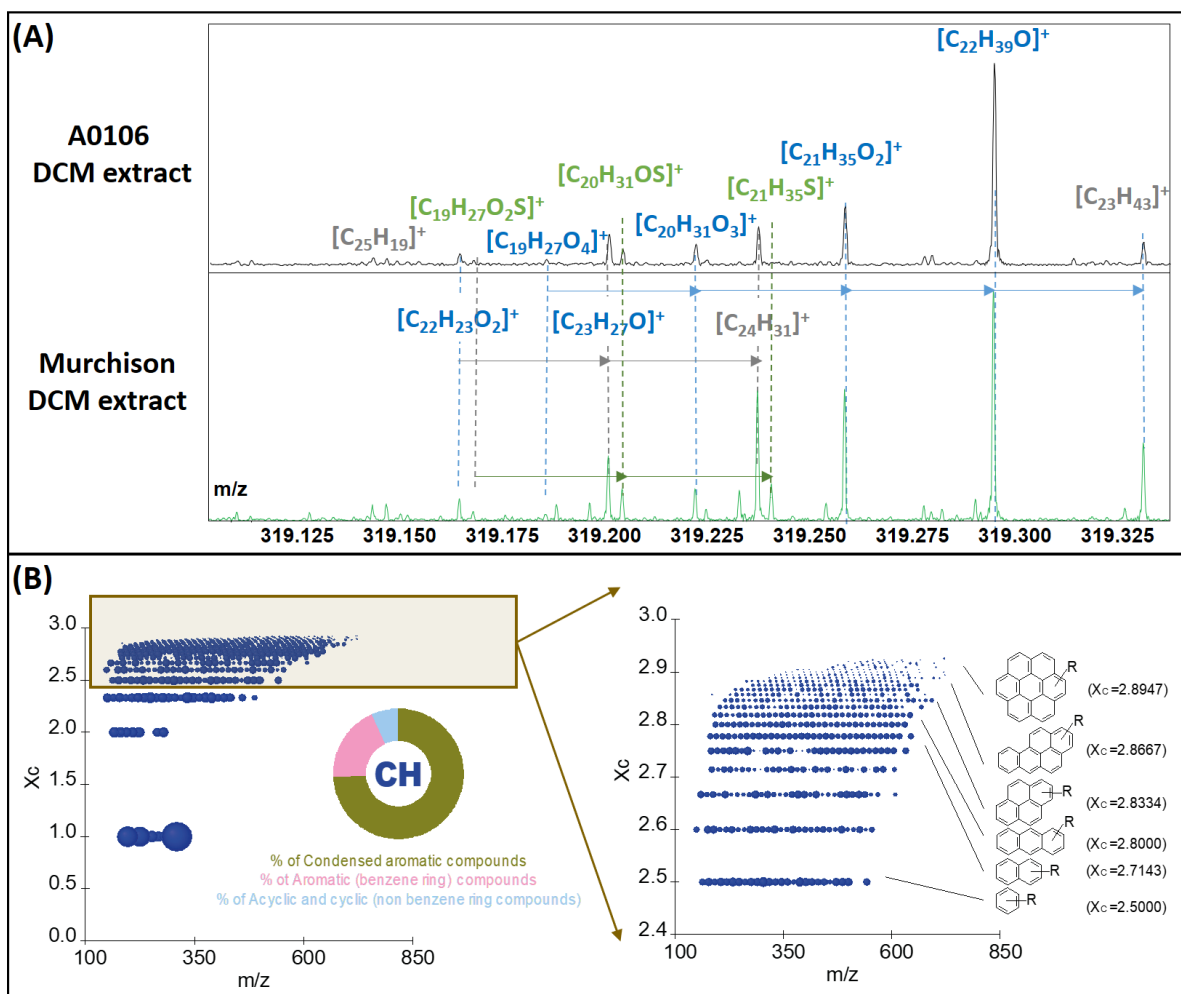 (A)
[C22H39O]+
A0106
DCM extract
[C21H35O2]+
[C20H31OS]+
[C21H35S]+
[C23H43]+
[C19H27O2S]+
[C20H31O3]+
[C25H19]+
[C19H27O4]+
[C22H23O2]+
[C23H27O]+
[C24H31]+
Murchison
DCM extract
m/z
319.125 319.150 319.175 319.200 319.225 319.250 319.275 319.300 319.325
(B)
Xc
3.0
2.5
2.0
1.5
1.0
0.5
0.0
100 350 600 850
m/z
CH
% of Condensed aromatic compounds
% of Aromatic (benzene ring) compounds
% of Acyclic and cyclic (non benzene ring compounds)
Xc
3.0
2.9
2.8
2.7
2.6
2.5
2.4
100 350 600 850
m/z
R
(Xc=2.8947)
R
(Xc=2.8667)
R
(Xc=2.8334)
R
(Xc=2.8000)
R
(Xc=2.7143)
R
(Xc=2.5000)